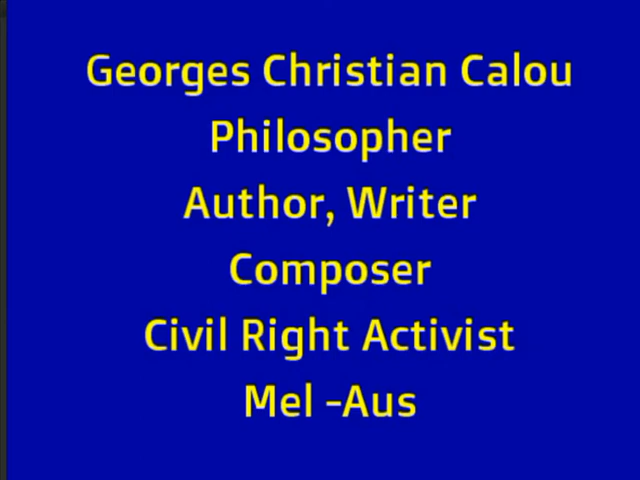 Georges Christian Calou
Philosopher
Author, Writer
Composer
Civil Right Activist
Mel -Aus